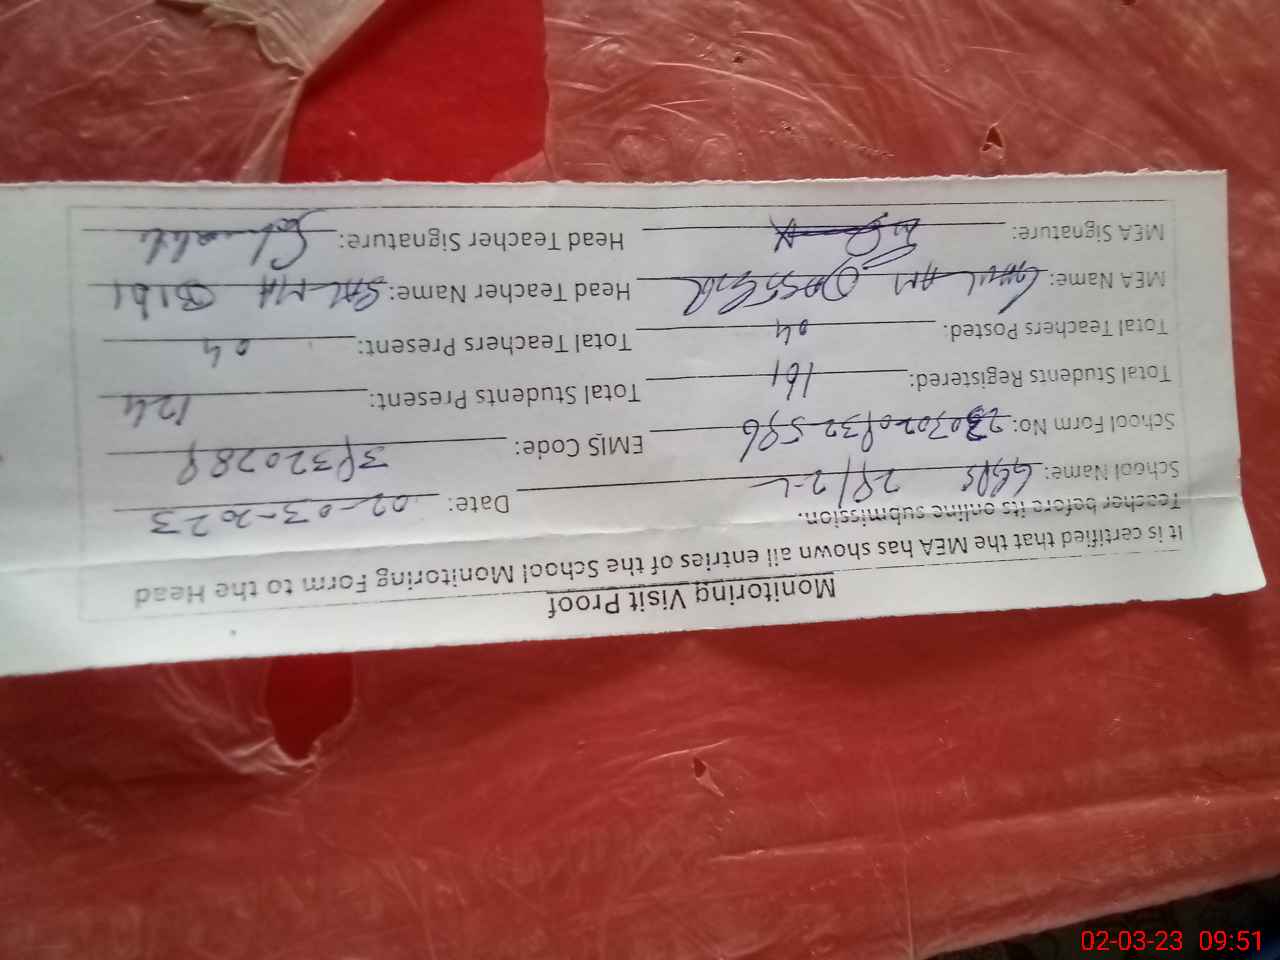 Monitoring Visit Proof
It is certified that the MEA has shown all entries of the School Monitoring Form to the Head
Teacher before its online submission.
School Name: GGPS 28/2-L Date: 02-03-2023
School Form No: EMIS Code:
Total Students Registered: 161 Total Students Present: 124
Total Teachers Posted: 04 Total Teachers Present: 04
MEA Name: Head Teacher Name: SALMA BIBI
MEA Signature: Head Teacher Signature:
02-03-23 09:51